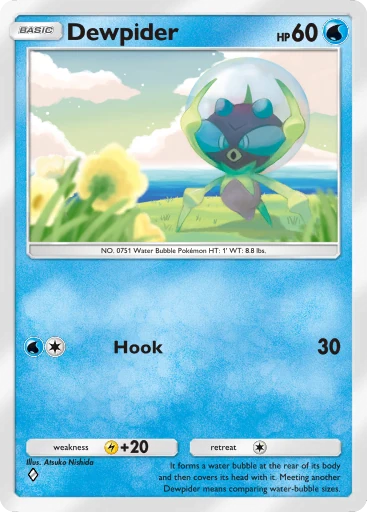 BASIC Dewpider HP 60
NO. 0751 Water Bubble Pokémon HT: 1' WT: 8.8 lbs.
Hook 30
weakness +20 retreat
Illus. Atsuko Nishida
It forms a water bubble at the rear of its body
and then covers its head with it. Meeting another
Dewpider means comparing water-bubble sizes.